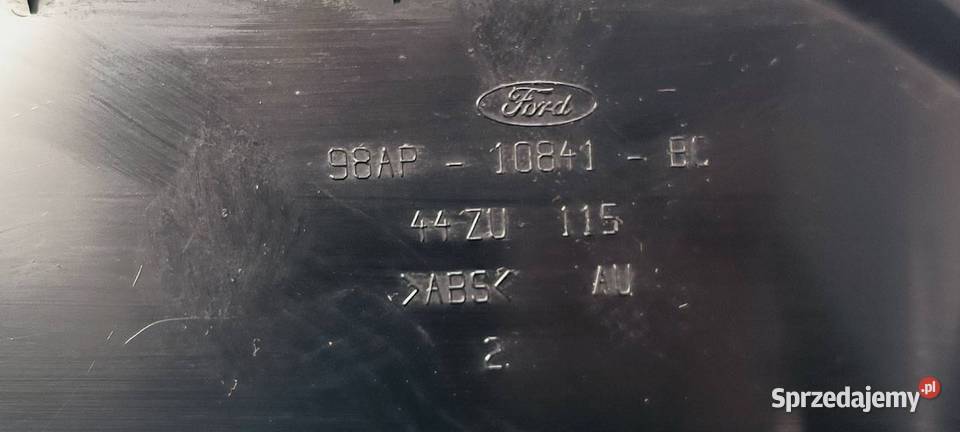 Ford
98AP - 10841 - BC
44ZU 115
>ABS< AU
2
Sprzedajemy.pl